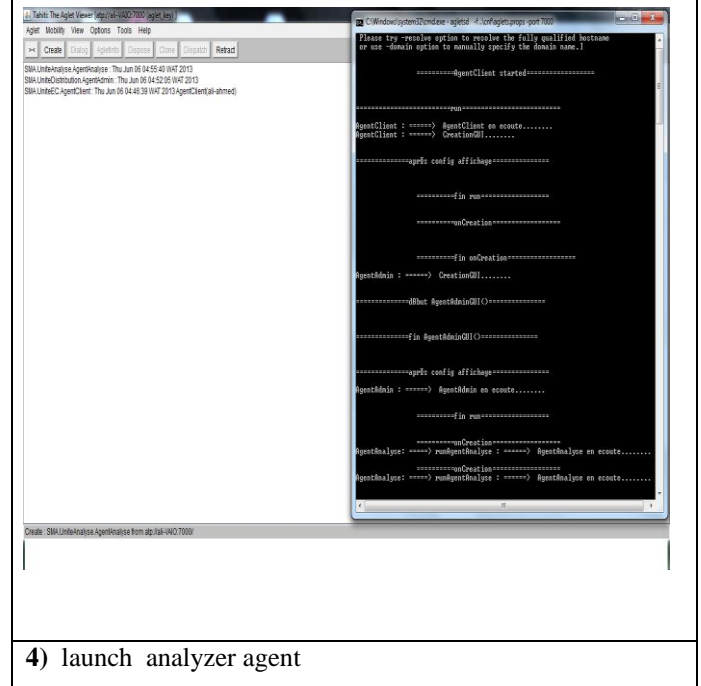 Tahiti: The Aglet Viewer [atp://ali-VAIO:7000 (aglet_key)]
Aglet Mobility View Options Tools Help
Create Dialog AgletInfo Dispose Clone Dispatch Retract
SMA.UniteAnalyse.AgentAnalyse : Thu Jun 06 04:55:40 WAT 2013
SMA.UniteDistribution.AgentAdmin : Thu Jun 06 04:52:05 WAT 2013
SMA.UniteEC.AgentClient : Thu Jun 06 04:46:39 WAT 2013 AgentClient(ali-ahmed)
Create : SMA.UniteAnalyse.AgentAnalyse from atp://ali-VAIO:7000/
C:\Windows\system32\cmd.exe - agletsd -f ..\cnf\aglets.props -port 7000
Please try -resolve option to resolve the fully qualified hostname
or use -domain option to manually specify the domain name.]
==========AgentClient started==================
==========================run==========================
AgentClient : ======> AgentClient en ecoute........
AgentClient : ======> CreationGUI........
==============aprŠs config affichage===============
==========fin run==================
==========onCreation===================
==========fin onCreation==================
AgentAdmin : ======> CreationGUI........
==============début AgentAdminGUI()===============
==============fin AgentAdminGUI()===============
==============aprŠs config affichage===============
AgentAdmin : ======> AgentAdmin en ecoute........
==========fin run==================
==========onCreation===================
AgentAnalyse: =====> runAgentAnalyse : ======> AgentAnalyse en ecoute........
==========onCreation===================
AgentAnalyse: =====> runAgentAnalyse : ======> AgentAnalyse en ecoute........
4) launch analyzer agent